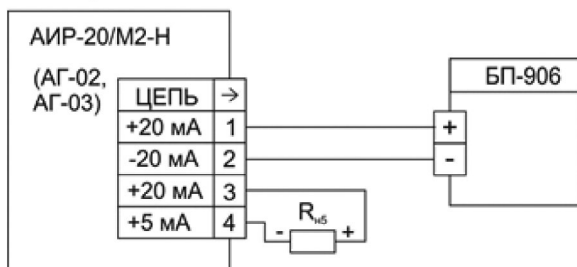 АИР-20/М2-Н
(АГ-02,
АГ-03)
ЦЕПЬ →
+20 мА 1
-20 мА 2
+20 мА 3
+5 мА 4
- Rн5 +
БП-906
+
-